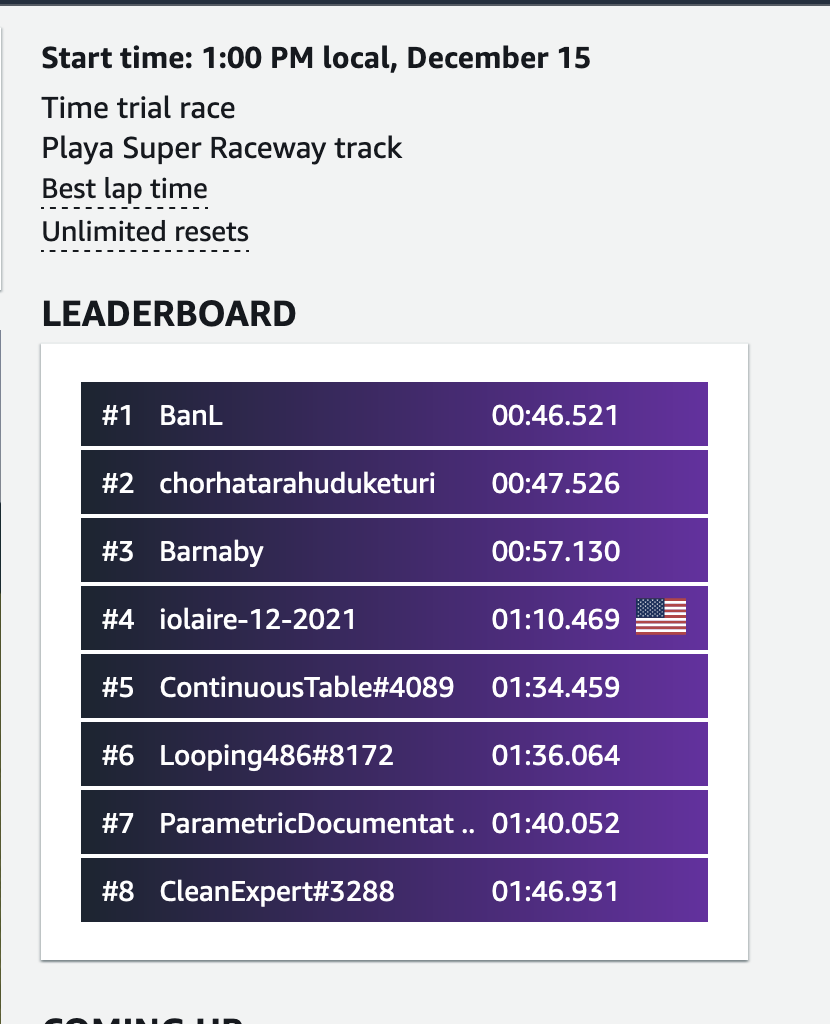 Start time: 1:00 PM local, December 15
Time trial race
Playa Super Raceway track
Best lap time
Unlimited resets
LEADERBOARD
#1 BanL 00:46.521
#2 chorhatarahuduketuri 00:47.526
#3 Barnaby 00:57.130
#4 iolaire-12-2021 01:10.469
#5 ContinuousTable#4089 01:34.459
#6 Looping486#8172 01:36.064
#7 ParametricDocumentat .. 01:40.052
#8 CleanExpert#3288 01:46.931
COMING UP